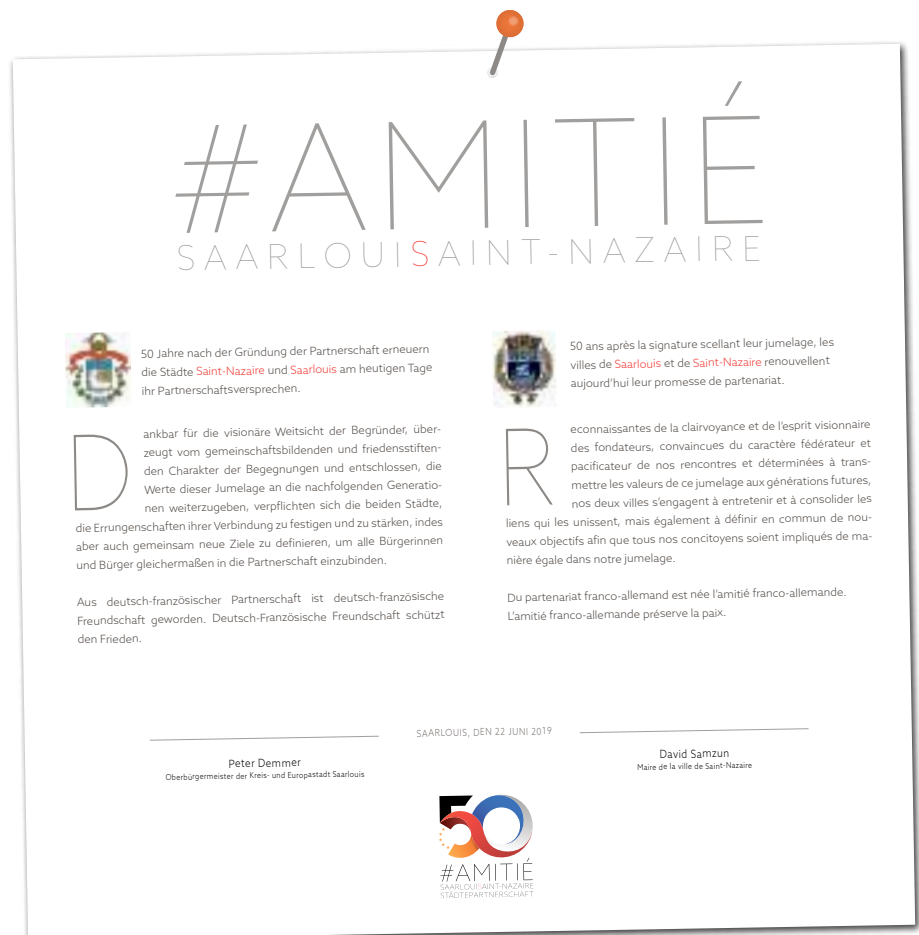 #AMITIÉ
SAARLOUISAINT-NAZAIRE
50 Jahre nach der Gründung der Partnerschaft erneuern
die Städte Saint-Nazaire und Saarlouis am heutigen Tage
ihr Partnerschaftsversprechen.
Dankbar für die visionäre Weitsicht der Begründer, über-
zeugt vom gemeinschaftsbildenden und friedensstiften-
den Charakter der Begegnungen und entschlossen, die
Werte dieser Jumelage an die nachfolgenden Generatio-
nen weiterzugeben, verpflichten sich die beiden Städte,
die Errungenschaften ihrer Verbindung zu festigen und zu stärken, indes
aber auch gemeinsam neue Ziele zu definieren, um alle Bürgerinnen
und Bürger gleichermaßen in die Partnerschaft einzubinden.
Aus deutsch-französischer Partnerschaft ist deutsch-französische
Freundschaft geworden. Deutsch-Französische Freundschaft schützt
den Frieden.
50 ans après la signature scellant leur jumelage, les
villes de Saarlouis et de Saint-Nazaire renouvellent
aujourd'hui leur promesse de partenariat.
Reconnaissantes de la clairvoyance et de l'esprit visionnaire
des fondateurs, convaincues du caractère fédérateur et
pacificateur de nos rencontres et déterminées à trans-
mettre les valeurs de ce jumelage aux générations futures,
nos deux villes s'engagent à entretenir et à consolider les
liens qui les unissent, mais également à définir en commun de nou-
veaux objectifs afin que tous nos concitoyens soient impliqués de ma-
nière égale dans notre jumelage.
Du partenariat franco-allemand est née l'amitié franco-allemande.
L'amitié franco-allemande préserve la paix.
SAARLOUIS, DEN 22 JUNI 2019
Peter Demmer
Oberbürgermeister der Kreis- und Europastadt Saarlouis
David Samzun
Maire de la ville de Saint-Nazaire
50
#AMITIÉ
SAARLOUISAINT-NAZAIRE
STÄDTEPARTNERSCHAFT